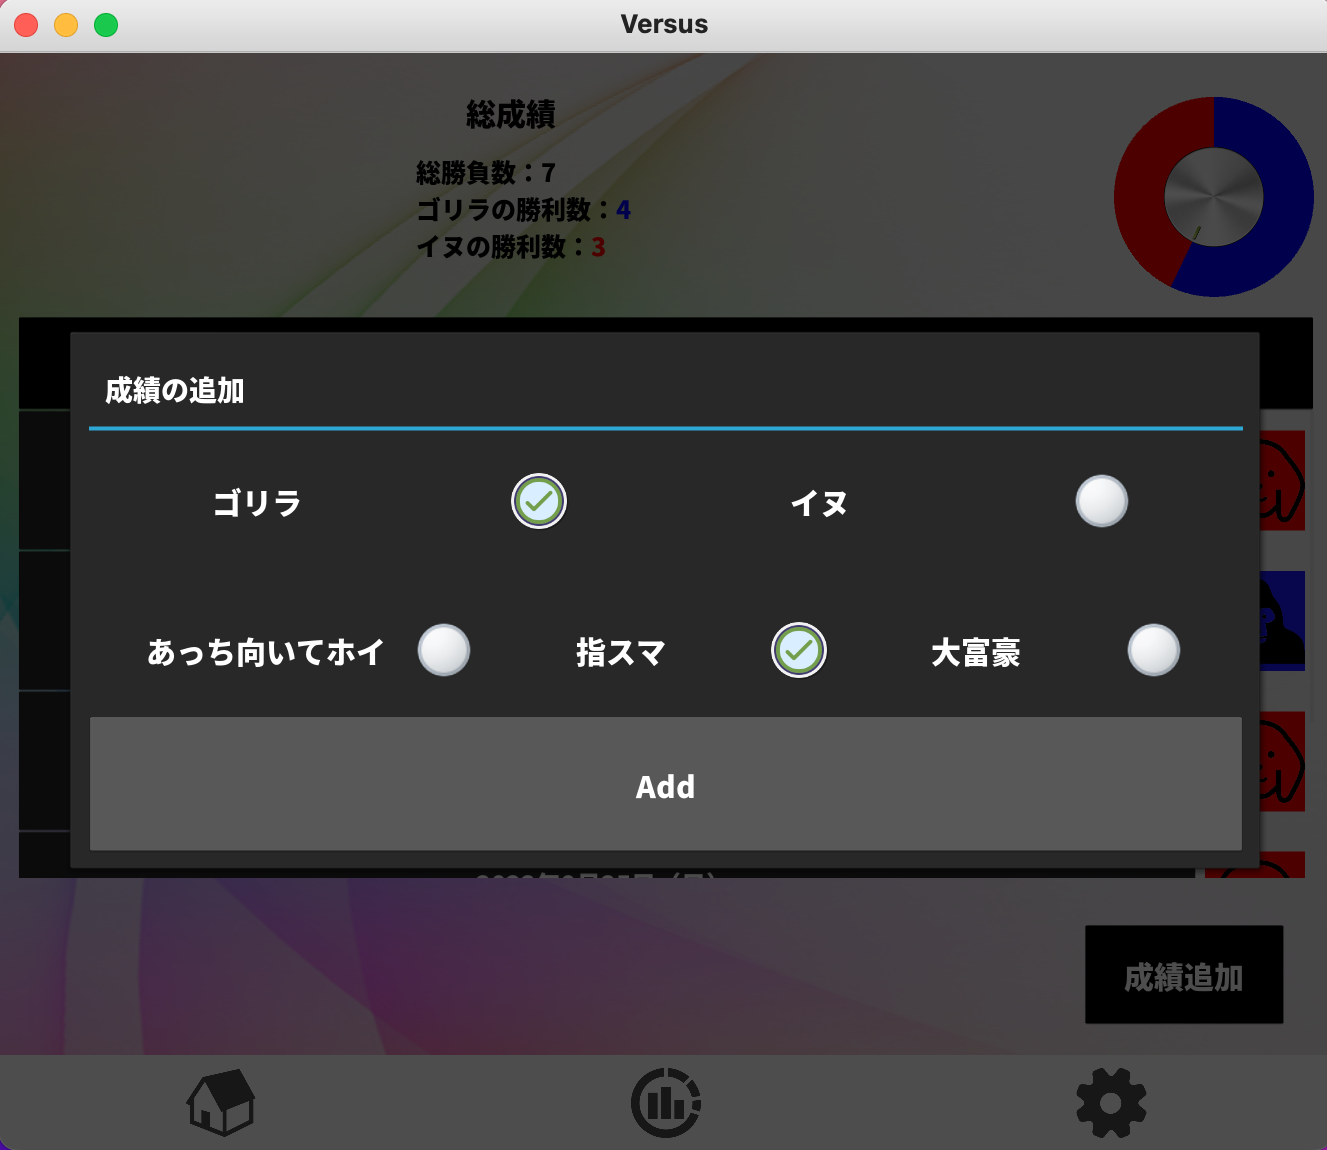 Versus
総成績
総勝負数：7
ゴリラの勝利数：4
イヌの勝利数：3
成績の追加
ゴリラ イヌ
あっち向いてホイ 指スマ 大富豪
Add
成績追加